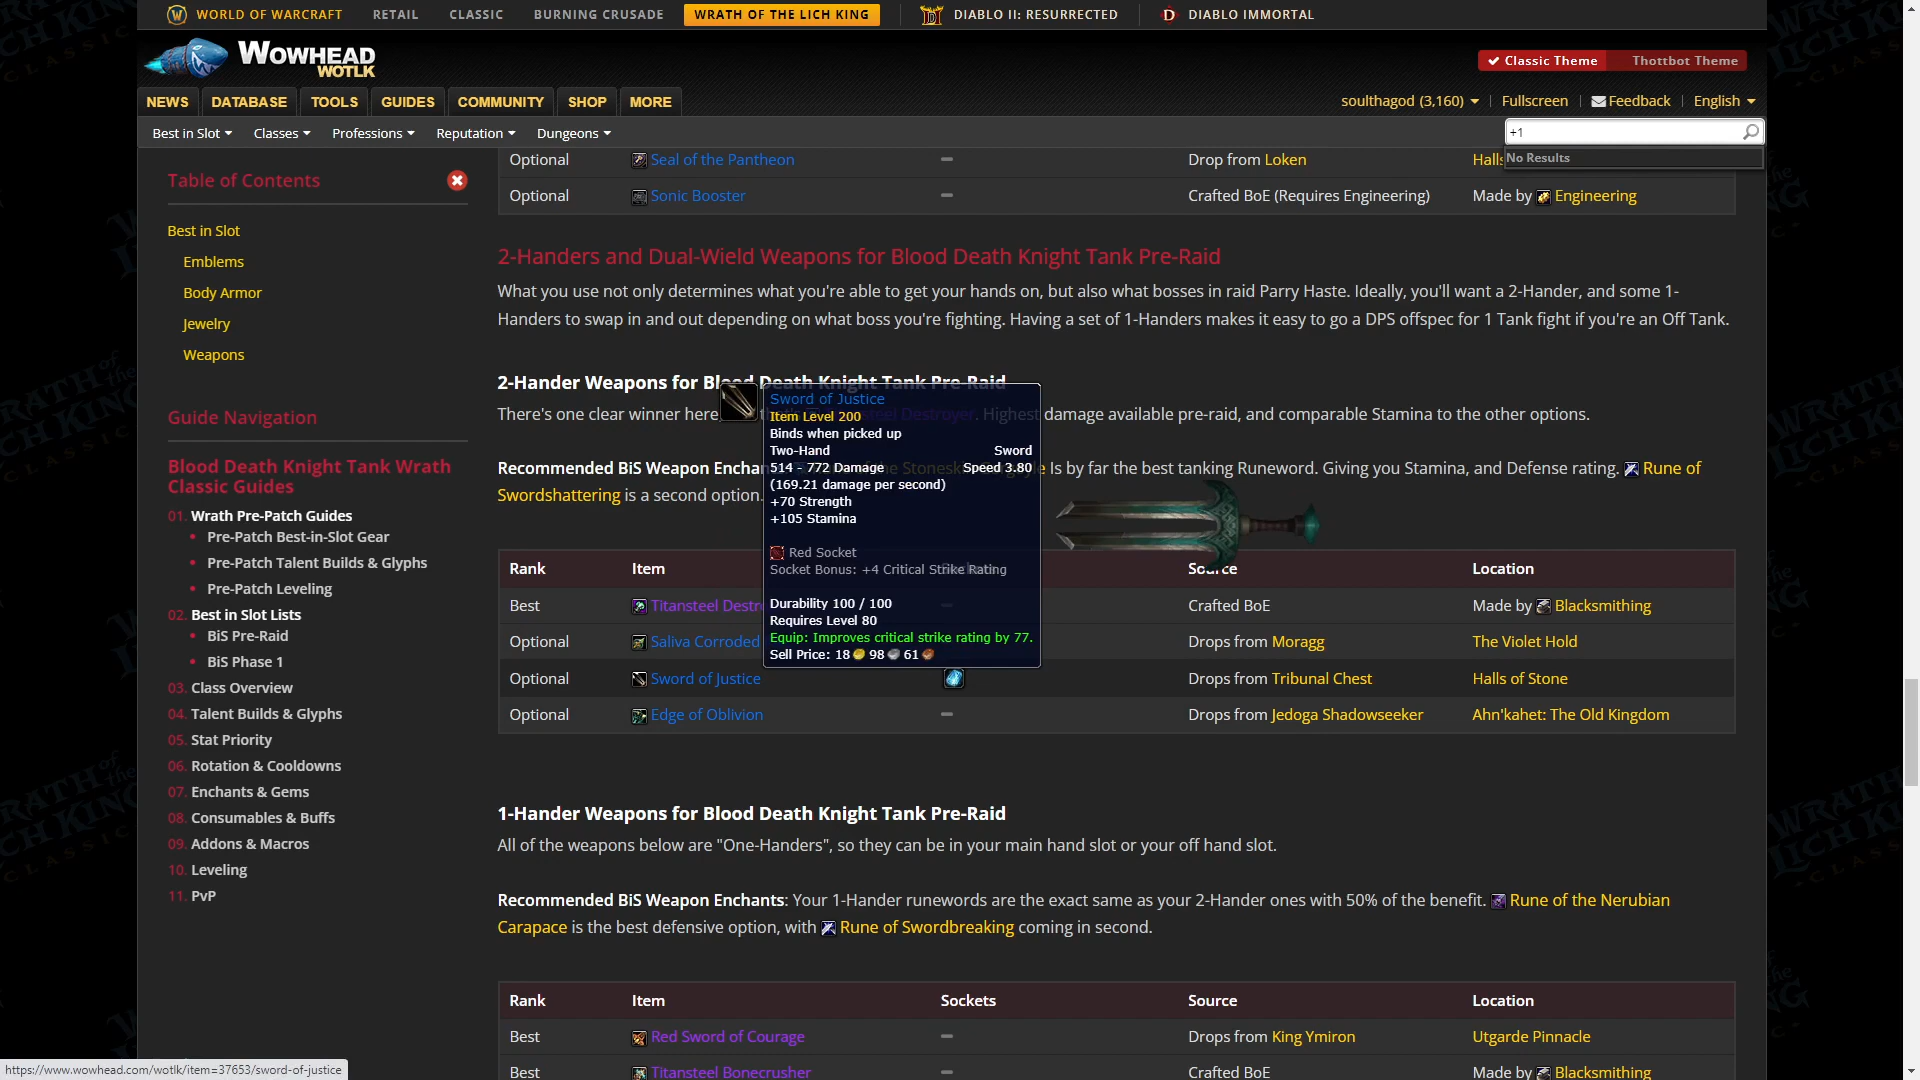 WORLD OF WARCRAFT RETAIL CLASSIC BURNING CRUSADE WRATH OF THE LICH KING DIABLO II: RESURRECTED DIABLO IMMORTAL
WOWHEAD
WOTLK
Classic Theme Thottbot Theme
NEWS DATABASE TOOLS GUIDES COMMUNITY SHOP MORE
soulthagod (3,160) Fullscreen Feedback English
Best in Slot Classes Professions Reputation Dungeons
+1
No Results
Table of Contents
Best in Slot
Emblems
Body Armor
Jewelry
Weapons
Guide Navigation
Blood Death Knight Tank Wrath
Classic Guides
01. Wrath Pre-Patch Guides
• Pre-Patch Best-in-Slot Gear
• Pre-Patch Talent Builds & Glyphs
• Pre-Patch Leveling
02. Best in Slot Lists
• BiS Pre-Raid
• BiS Phase 1
03. Class Overview
04. Talent Builds & Glyphs
05. Stat Priority
06. Rotation & Cooldowns
07. Enchants & Gems
08. Consumables & Buffs
09. Addons & Macros
10. Leveling
11. PvP
Optional Seal of the Pantheon – Drop from Loken Halls
Optional Sonic Booster – Crafted BoE (Requires Engineering) Made by Engineering
2-Handers and Dual-Wield Weapons for Blood Death Knight Tank Pre-Raid
What you use not only determines what you're able to get your hands on, but also what bosses in raid Parry Haste. Ideally, you'll want a 2-Hander, and some 1-
Handers to swap in and out depending on what boss you're fighting. Having a set of 1-Handers makes it easy to go a DPS offspec for 1 Tank fight if you're an Off Tank.
2-Hander Weapons for Blood Death Knight Tank Pre-Raid
There's one clear winner here Destroyer. Highest damage available pre-raid, and comparable Stamina to the other options.
Recommended BiS Weapon Enchan Is by far the best tanking Runeword. Giving you Stamina, and Defense rating. Rune of
Swordshattering is a second option.
Sword of Justice
Item Level 200
Binds when picked up
Two-Hand Sword
514 - 772 Damage Speed 3.80
(169.21 damage per second)
+70 Strength
+105 Stamina
Red Socket
Socket Bonus: +4 Critical Strike Rating
Durability 100 / 100
Requires Level 80
Equip: Improves critical strike rating by 77.
Sell Price: 18 98 61
Rank Item Source Location
Best Titansteel Destr – Crafted BoE Made by Blacksmithing
Optional Saliva Corroded Drops from Moragg The Violet Hold
Optional Sword of Justice Drops from Tribunal Chest Halls of Stone
Optional Edge of Oblivion – Drops from Jedoga Shadowseeker Ahn'kahet: The Old Kingdom
1-Hander Weapons for Blood Death Knight Tank Pre-Raid
All of the weapons below are "One-Handers", so they can be in your main hand slot or your off hand slot.
Recommended BiS Weapon Enchants: Your 1-Hander runewords are the exact same as your 2-Hander ones with 50% of the benefit. Rune of the Nerubian
Carapace is the best defensive option, with Rune of Swordbreaking coming in second.
Rank Item Sockets Source Location
Best Red Sword of Courage – Drops from King Ymiron Utgarde Pinnacle
Best Titansteel Bonecrusher – Crafted BoE Made by Blacksmithing
https://www.wowhead.com/wotlk/item=37653/sword-of-justice